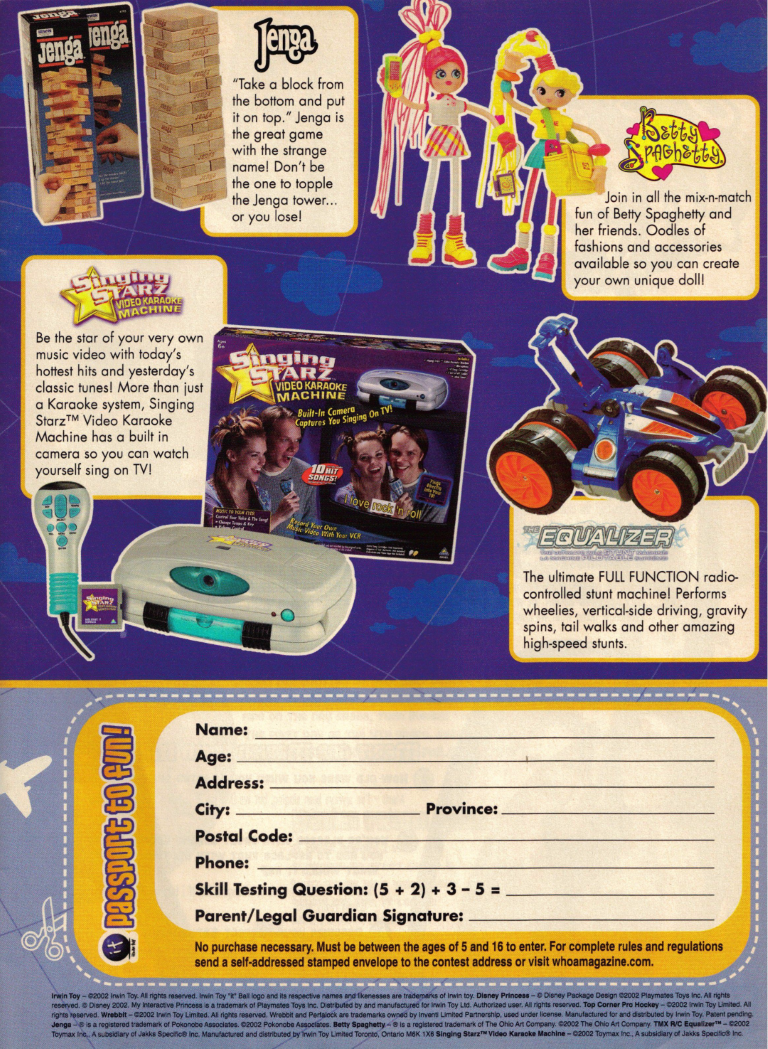 Jenga
Jenga
Jenga
"Take a block from
the bottom and put
it on top." Jenga is
the great game
with the strange
name! Don't be
the one to topple
the Jenga tower...
or you lose!
Betty
Spaghetty
Join in all the mix-n-match
fun of Betty Spaghetty and
her friends. Oodles of
fashions and accessories
available so you can create
your own unique doll!
Singing
STARZ
VIDEO KARAOKE
MACHINE
Be the star of your very own
music video with today's
hottest hits and yesterday's
classic tunes! More than just
a Karaoke system, Singing
Starz™ Video Karaoke
Machine has a built in
camera so you can watch
yourself sing on TV!
Singing
STARZ
VIDEO KARAOKE
MACHINE
Built-In Camera
Captures You Singing On TV!
10 HIT
SONGS!
I love rock 'n roll
Record Your Own
Music Video With Your VCR
THE EQUALIZER
The ultimate FULL FUNCTION radio-
controlled stunt machine! Performs
wheelies, vertical-side driving, gravity
spins, tail walks and other amazing
high-speed stunts.
passport to fun!
it
Name:
Age:
Address:
City: Province:
Postal Code:
Phone:
Skill Testing Question: (5 + 2) + 3 – 5 =
Parent/Legal Guardian Signature:
No purchase necessary. Must be between the ages of 5 and 16 to enter. For complete rules and regulations
send a self-addressed stamped envelope to the contest address or visit whoamagazine.com.
Irwin Toy – ©2002 Irwin Toy. All rights reserved. Irwin Toy "it" Ball logo and its respective names and likenesses are trademarks of Irwin toy. Disney Princess – © Disney Package Design ©2002 Playmates Toys Inc. All rights
reserved. © Disney 2002. My Interactive Princess is a trademark of Playmates Toys Inc. Distributed by and manufactured for Irwin Toy Ltd. Authorized user. All rights reserved. Top Corner Pro Hockey – ©2002 Irwin Toy Limited. All
rights reserved. Wrebbit – ©2002 Irwin Toy Limited. All rights reserved. Wrebbit and Perfalock are trademarks owned by Inventi Limited Partnership, used under license. Manufactured for and distributed by Irwin Toy. Patent pending.
Jenga – ® is a registered trademark of Pokonobe Associates. ©2002 Pokonobe Associates. Betty Spaghetty – ® is a registered trademark of The Ohio Art Company. ©2002 The Ohio Art Company. TMX R/C Equalizer™ – ©2002
Toymax Inc., A subsidiary of Jakks Specific® Inc. Manufactured and distributed by Irwin Toy Limited Toronto, Ontario M6K 1X8 Singing Starz™ Video Karaoke Machine – ©2002 Toymax Inc., A subsidiary of Jakks Specific® Inc.